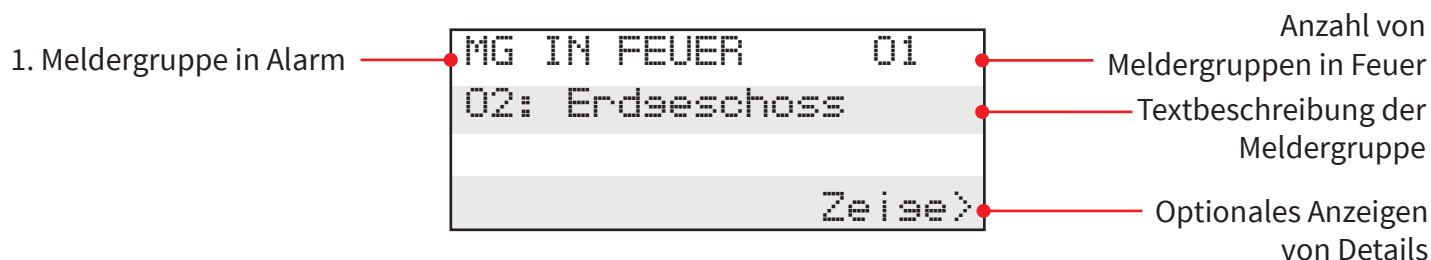 1. Meldergruppe in Alarm
MG IN FEUER 01
02: Erdgeschoss
Zeige>
Anzahl von
Meldergruppen in Feuer
Textbeschreibung der
Meldergruppe
Optionales Anzeigen
von Details